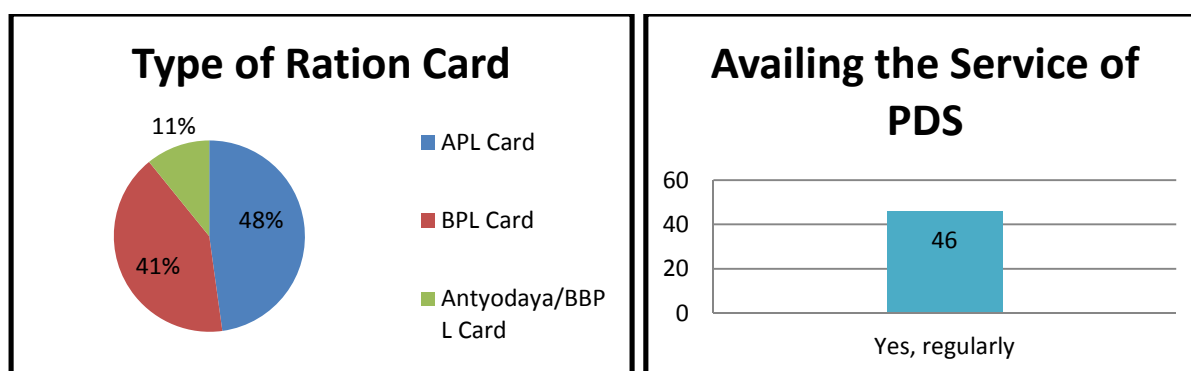 Type of Ration Card
11%
48%
41%
APL Card
BPL Card
Antyodaya/BBP
L Card
Availing the Service of
PDS
60
40
20
0
46
Yes, regularly